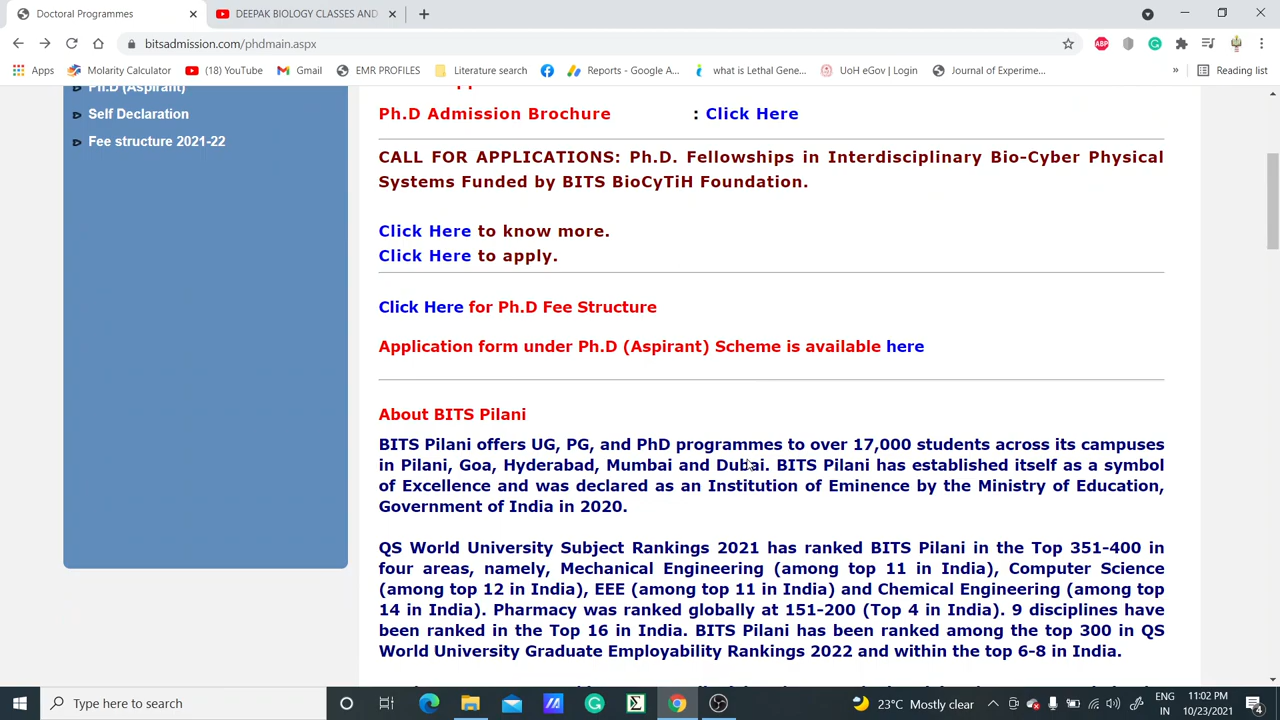 Doctoral Programmes
DEEPAK BIOLOGY CLASSES AND
bitsadmission.com/phdmain.aspx
ABP
Apps
Molarity Calculator
(18) YouTube
Gmail
EMR PROFILES
Literature search
Reports - Google A...
what is Lethal Gene...
UoH eGov | Login
Journal of Experime...
»
Reading list
Ph.D (Aspirant)
Self Declaration
Fee structure 2021-22
Ph.D Admission Brochure : Click Here
CALL FOR APPLICATIONS: Ph.D. Fellowships in Interdisciplinary Bio-Cyber Physical
Systems Funded by BITS BioCyTiH Foundation.
Click Here to know more.
Click Here to apply.
Click Here for Ph.D Fee Structure
Application form under Ph.D (Aspirant) Scheme is available here
About BITS Pilani
BITS Pilani offers UG, PG, and PhD programmes to over 17,000 students across its campuses
in Pilani, Goa, Hyderabad, Mumbai and Dubai. BITS Pilani has established itself as a symbol
of Excellence and was declared as an Institution of Eminence by the Ministry of Education,
Government of India in 2020.
QS World University Subject Rankings 2021 has ranked BITS Pilani in the Top 351-400 in
four areas, namely, Mechanical Engineering (among top 11 in India), Computer Science
(among top 12 in India), EEE (among top 11 in India) and Chemical Engineering (among top
14 in India). Pharmacy was ranked globally at 151-200 (Top 4 in India). 9 disciplines have
been ranked in the Top 16 in India. BITS Pilani has been ranked among the top 300 in QS
World University Graduate Employability Rankings 2022 and within the top 6-8 in India.
Type here to search
23°C Mostly clear
ENG
IN
11:02 PM
10/23/2021
4